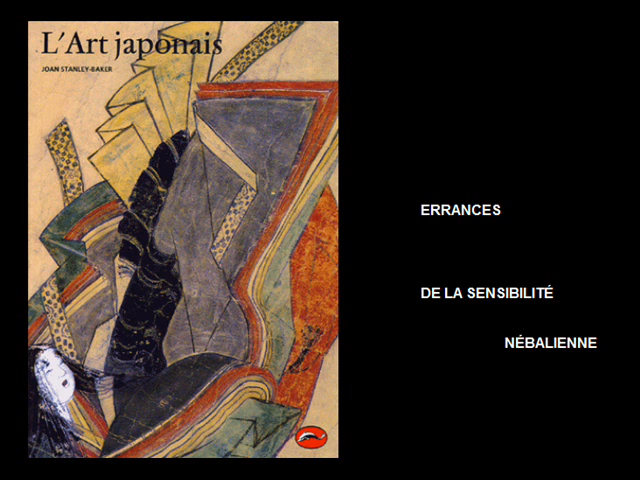 L'Art japonais
JOAN STANLEY-BAKER
ERRANCES
DE LA SENSIBILITÉ
NÉBALIENNE